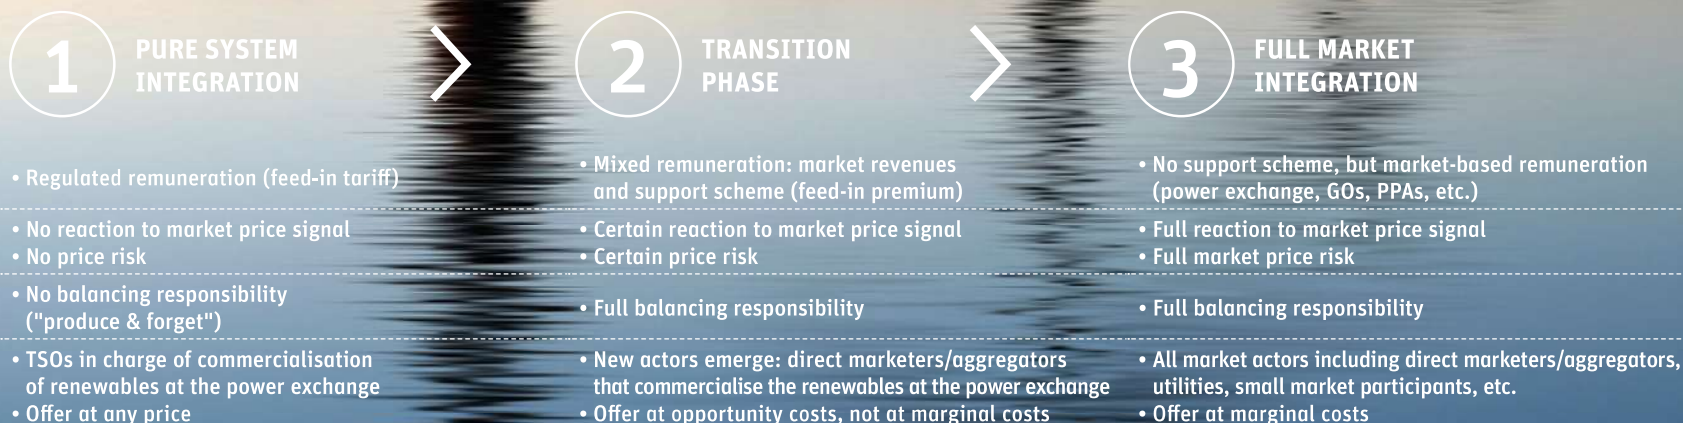 1
PURE SYSTEM
INTEGRATION
• Regulated remuneration (feed-in tariff)
• No reaction to market price signal
• No price risk
• No balancing responsibility
("produce & forget")
• TSOs in charge of commercialisation
of renewables at the power exchange
• Offer at any price
2
TRANSITION
PHASE
• Mixed remuneration: market revenues
and support scheme (feed-in premium)
• Certain reaction to market price signal
• Certain price risk
• Full balancing responsibility
• New actors emerge: direct marketers/aggregators
that commercialise the renewables at the power exchange
• Offer at opportunity costs, not at marginal costs
3
FULL MARKET
INTEGRATION
• No support scheme, but market-based remuneration
(power exchange, GOs, PPAs, etc.)
• Full reaction to market price signal
• Full market price risk
• Full balancing responsibility
• All market actors including direct marketers/aggregators,
utilities, small market participants, etc.
• Offer at marginal costs